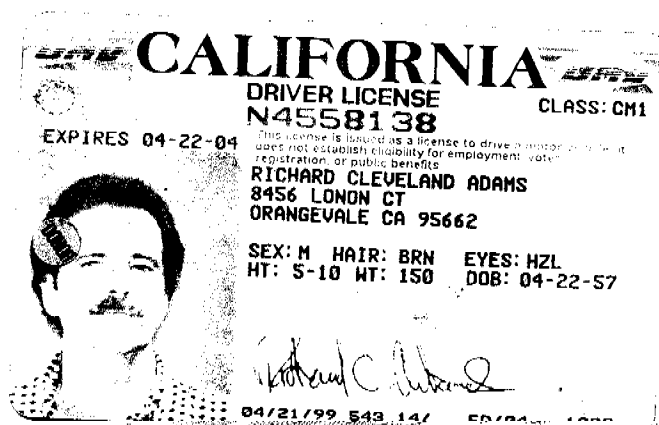 CALIFORNIA
DMV DMV
DRIVER LICENSE
N4558138
CLASS: CM1
EXPIRES 04-22-04
This license is issued as a license to drive a motor
does not establish eligibility for employment, voter
registration, or public benefits
RICHARD CLEVELAND ADAMS
8456 LONON CT
ORANGEVALE CA 95662
SEX: M HAIR: BRN EYES: HZL
HT: 5-10 WT: 150 DOB: 04-22-57
04/21/99 543 14/